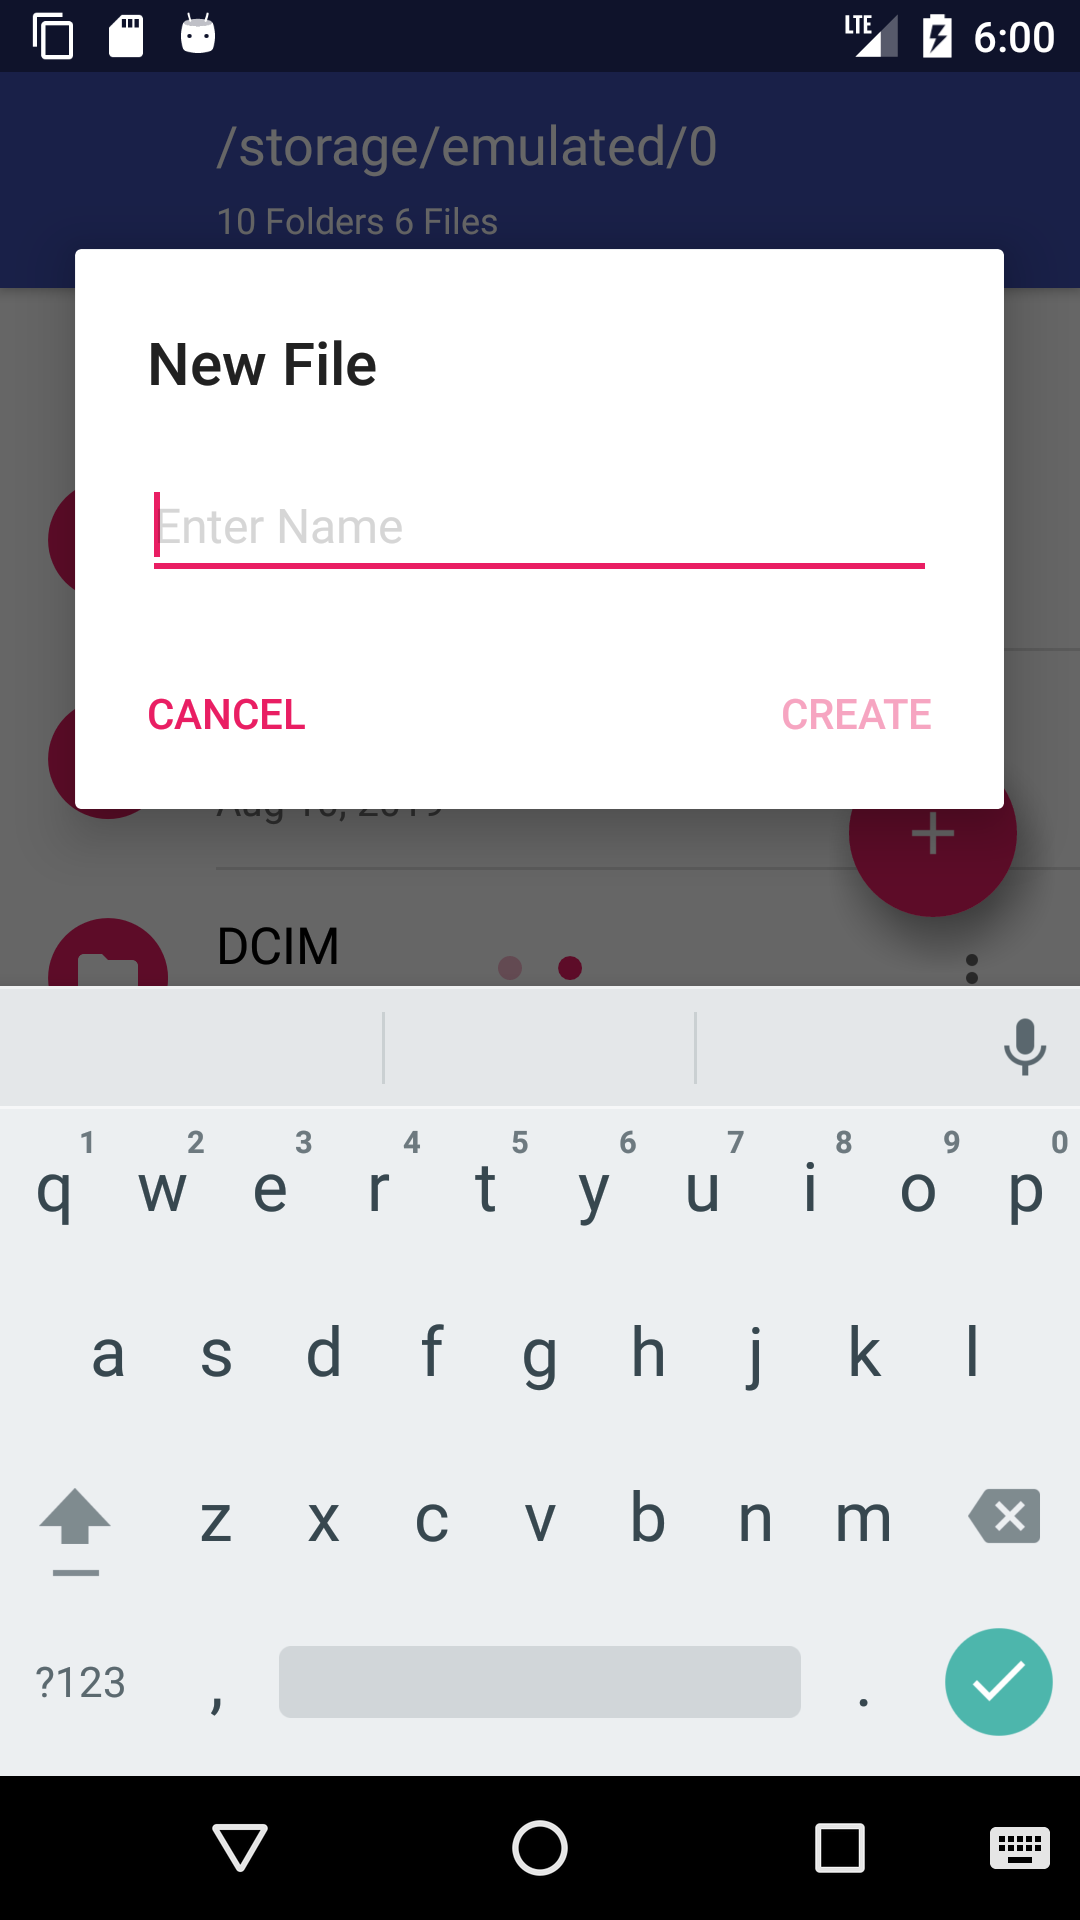 LTE 6:00
/storage/emulated/0
10 Folders 6 Files
New File
Enter Name
CANCEL CREATE
DCIM
1 2 3 4 5 6 7 8 9 0
q w e r t y u i o p
a s d f g h j k l
z x c v b n m
?123 , .